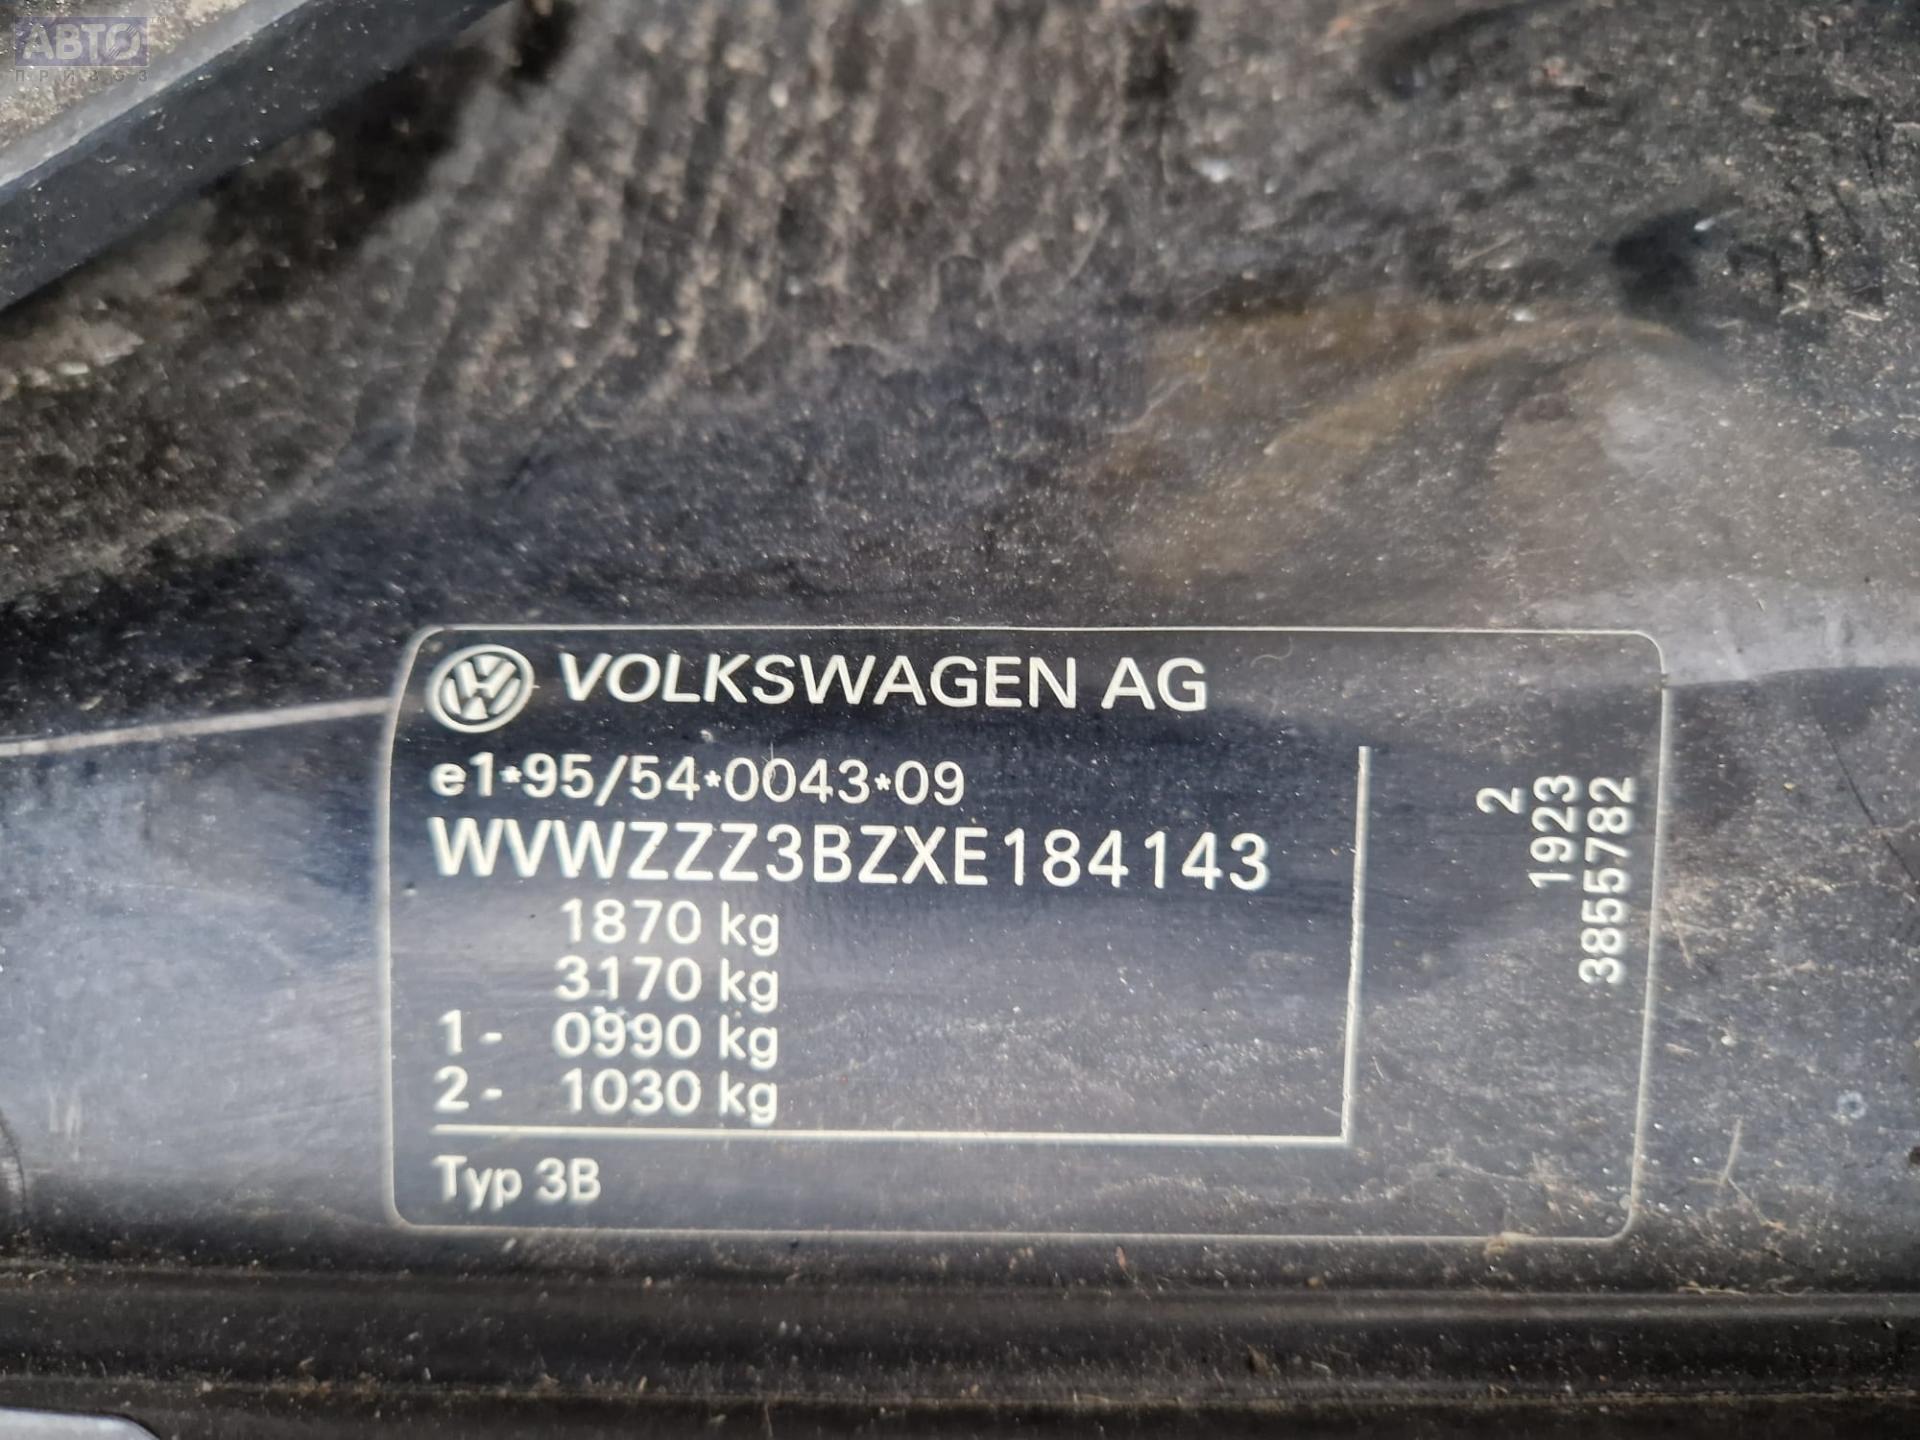 АВТО
ПРИВОЗ
VOLKSWAGEN AG
e1*95/54*0043*09
WVWZZZ3BZXE184143
1870 kg
3170 kg
1- 0990 kg
2- 1030 kg
Typ 3B
2
1923
3855782